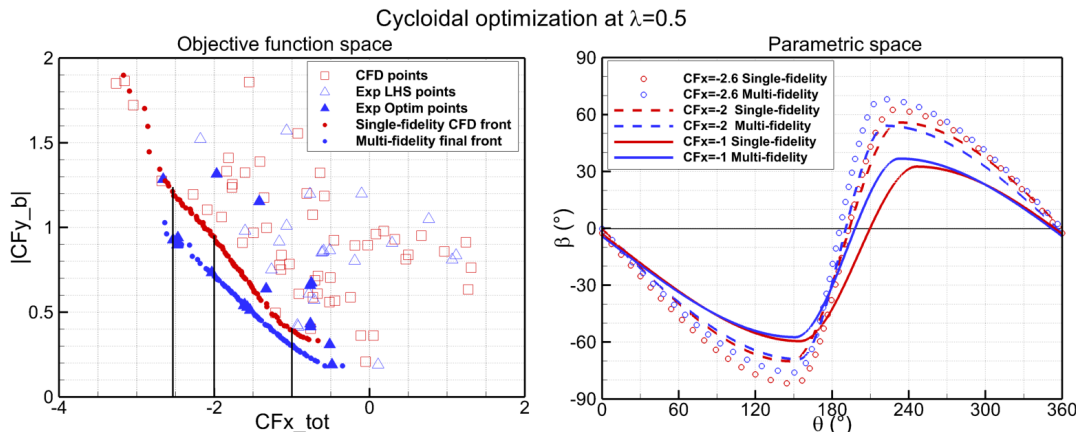 Cycloidal optimization at λ=0.5
Objective function space
2
1.5
1
0.5
0
-4
-2
0
2
|CFy_b|
CFx_tot
CFD points
Exp LHS points
Exp Optim points
Single-fidelity CFD front
Multi-fidelity final front
Parametric space
90
60
30
0
-30
-60
-90
0
60
120
180
240
300
360
β (°)
θ (°)
CFx=-2.6 Single-fidelity
CFx=-2.6 Multi-fidelity
CFx=-2 Single-fidelity
CFx=-2 Multi-fidelity
CFx=-1 Single-fidelity
CFx=-1 Multi-fidelity